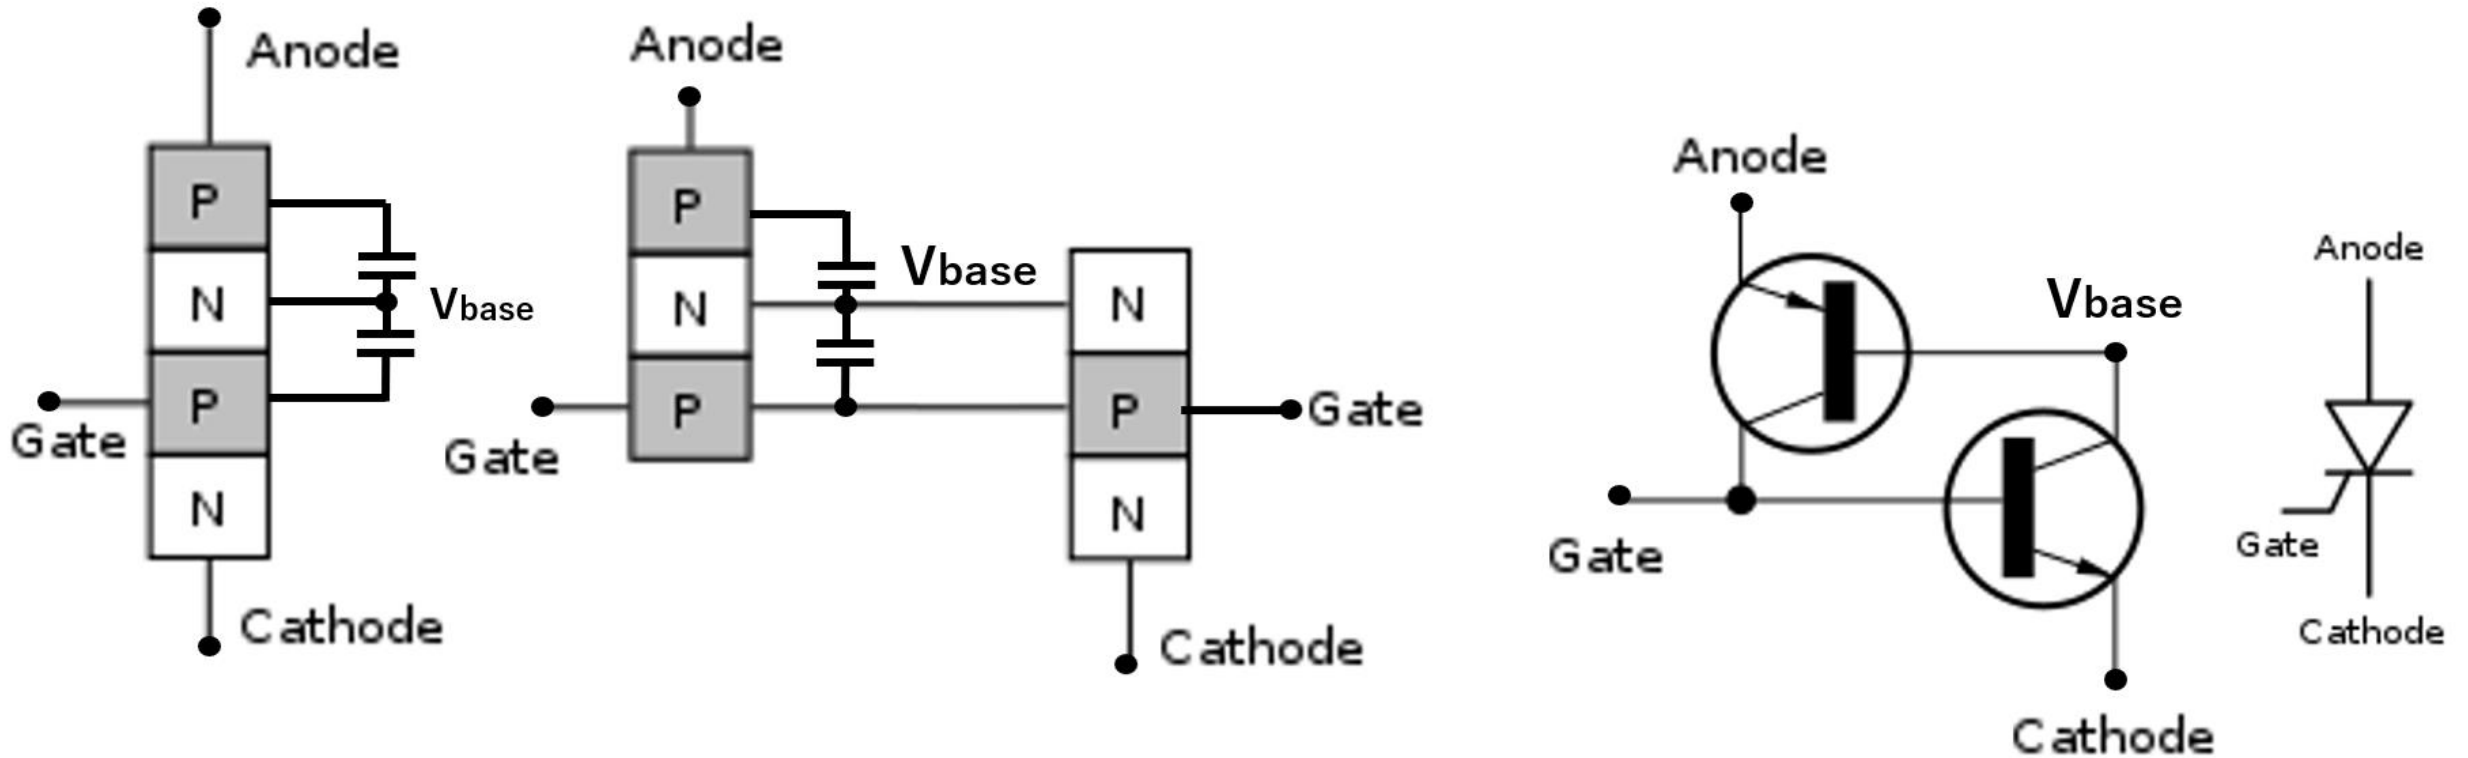 Anode
P
N
P
N
Vbase
Gate
Cathode
Anode
P
N
P
Vbase
Gate
N
P
N
Gate
Cathode
Anode
Vbase
Gate
Cathode
Anode
Gate
Cathode